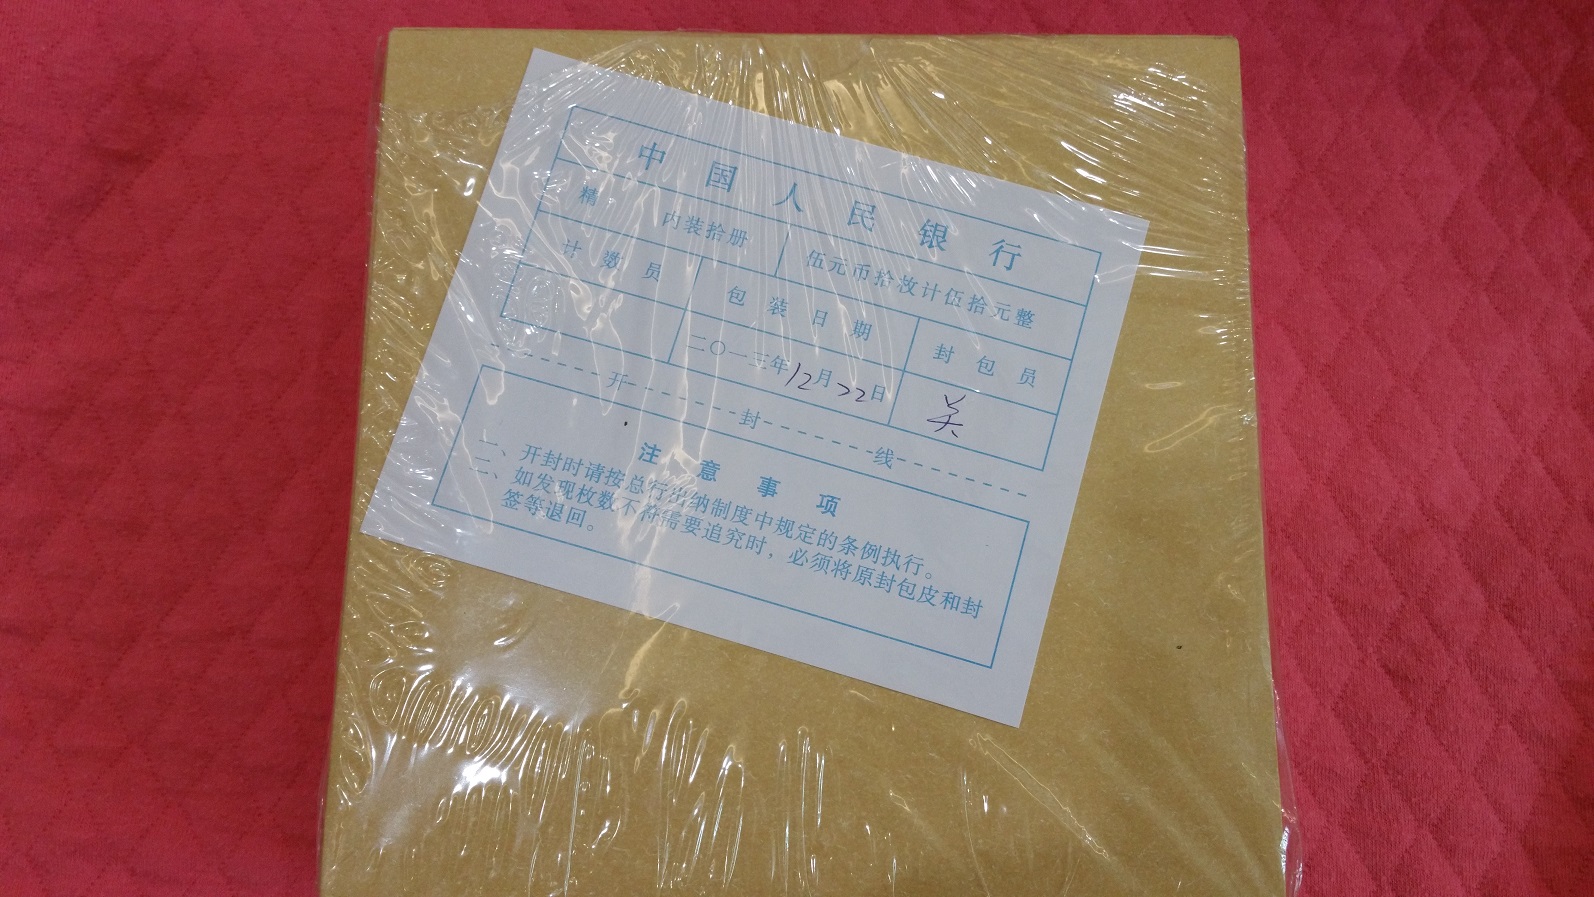 中国人民银行
精 内装拾册 伍元币拾枚计伍拾元整
计数员 包装日期 封包员
二〇一三年12月22日 关
开 封 线
注意事项
一、开封时请按总行出纳制度中规定的条例执行。
二、如发现枚数不符需要追究时，必须将原封包皮和封
签等退回。